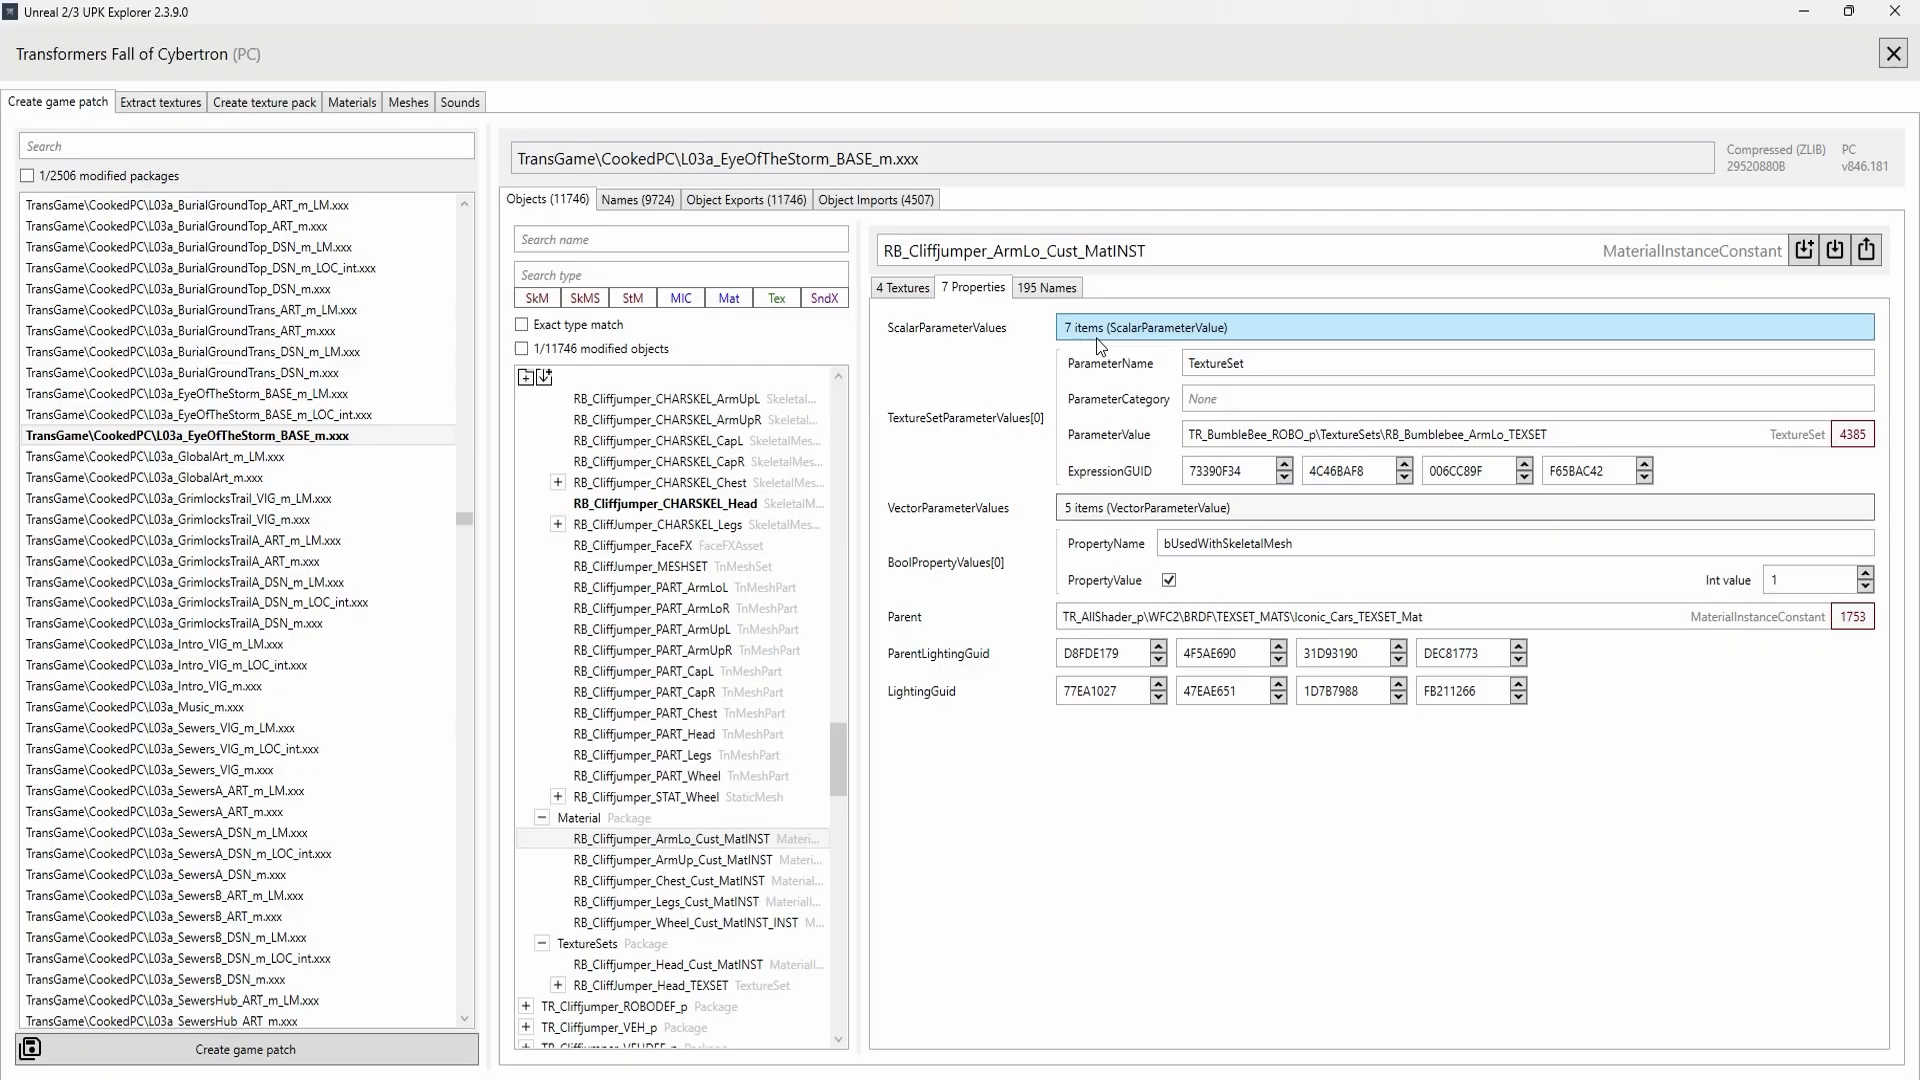 Unreal 2/3 UPK Explorer 2.3.9.0
Transformers Fall of Cybertron (PC)
Create game patch
Extract textures
Create texture pack
Materials
Meshes
Sounds
Search
1/2506 modified packages
TransGame\CookedPC\L03a_BurialGroundTop_ART_m_LM.xxx
TransGame\CookedPC\L03a_BurialGroundTop_ART_m.xxx
TransGame\CookedPC\L03a_BurialGroundTop_DSN_m_LM.xxx
TransGame\CookedPC\L03a_BurialGroundTop_DSN_m_LOC_int.xxx
TransGame\CookedPC\L03a_BurialGroundTop_DSN_m.xxx
TransGame\CookedPC\L03a_BurialGroundTrans_ART_m_LM.xxx
TransGame\CookedPC\L03a_BurialGroundTrans_ART_m.xxx
TransGame\CookedPC\L03a_BurialGroundTrans_DSN_m_LM.xxx
TransGame\CookedPC\L03a_BurialGroundTrans_DSN_m.xxx
TransGame\CookedPC\L03a_EyeOfTheStorm_BASE_m_LM.xxx
TransGame\CookedPC\L03a_EyeOfTheStorm_BASE_m_LOC_int.xxx
TransGame\CookedPC\L03a_EyeOfTheStorm_BASE_m.xxx
TransGame\CookedPC\L03a_GlobalArt_m_LM.xxx
TransGame\CookedPC\L03a_GlobalArt_m.xxx
TransGame\CookedPC\L03a_GrimlocksTrail_VIG_m_LM.xxx
TransGame\CookedPC\L03a_GrimlocksTrail_VIG_m.xxx
TransGame\CookedPC\L03a_GrimlocksTrailA_ART_m_LM.xxx
TransGame\CookedPC\L03a_GrimlocksTrailA_ART_m.xxx
TransGame\CookedPC\L03a_GrimlocksTrailA_DSN_m_LM.xxx
TransGame\CookedPC\L03a_GrimlocksTrailA_DSN_m_LOC_int.xxx
TransGame\CookedPC\L03a_GrimlocksTrailA_DSN_m.xxx
TransGame\CookedPC\L03a_Intro_VIG_m_LM.xxx
TransGame\CookedPC\L03a_Intro_VIG_m_LOC_int.xxx
TransGame\CookedPC\L03a_Intro_VIG_m.xxx
TransGame\CookedPC\L03a_Music_m.xxx
TransGame\CookedPC\L03a_Sewers_VIG_m_LM.xxx
TransGame\CookedPC\L03a_Sewers_VIG_m_LOC_int.xxx
TransGame\CookedPC\L03a_Sewers_VIG_m.xxx
TransGame\CookedPC\L03a_SewersA_ART_m_LM.xxx
TransGame\CookedPC\L03a_SewersA_ART_m.xxx
TransGame\CookedPC\L03a_SewersA_DSN_m_LM.xxx
TransGame\CookedPC\L03a_SewersA_DSN_m_LOC_int.xxx
TransGame\CookedPC\L03a_SewersA_DSN_m.xxx
TransGame\CookedPC\L03a_SewersB_ART_m_LM.xxx
TransGame\CookedPC\L03a_SewersB_ART_m.xxx
TransGame\CookedPC\L03a_SewersB_DSN_m_LM.xxx
TransGame\CookedPC\L03a_SewersB_DSN_m_LOC_int.xxx
TransGame\CookedPC\L03a_SewersB_DSN_m.xxx
TransGame\CookedPC\L03a_SewersHub_ART_m_LM.xxx
TransGame\CookedPC\L03a_SewersHub_ART_m.xxx
Create game patch
TransGame\CookedPC\L03a_EyeOfTheStorm_BASE_m.xxx
Compressed (ZLIB) PC
29520880B v846.181
Objects (11746)
Names (9724)
Object Exports (11746)
Object Imports (4507)
Search name
Search type
SkM SkMS StM MIC Mat Tex SndX
Exact type match
1/11746 modified objects
RB_Cliffjumper_CHARSKEL_ArmUpL Skeletal...
RB_Cliffjumper_CHARSKEL_ArmUpR Skeletal...
RB_Cliffjumper_CHARSKEL_CapL SkeletalMes...
RB_Cliffjumper_CHARSKEL_CapR SkeletalMes...
RB_Cliffjumper_CHARSKEL_Chest SkeletalMes...
RB_Cliffjumper_CHARSKEL_Head SkeletalM...
RB_CliffJumper_CHARSKEL_Legs SkeletalMes...
RB_Cliffjumper_FaceFX FaceFXAsset
RB_CliffJumper_MESHSET TnMeshSet
RB_Cliffjumper_PART_ArmLoL TnMeshPart
RB_Cliffjumper_PART_ArmLoR TnMeshPart
RB_Cliffjumper_PART_ArmUpL TnMeshPart
RB_Cliffjumper_PART_ArmUpR TnMeshPart
RB_Cliffjumper_PART_CapL TnMeshPart
RB_Cliffjumper_PART_CapR TnMeshPart
RB_Cliffjumper_PART_Chest TnMeshPart
RB_Cliffjumper_PART_Head TnMeshPart
RB_Cliffjumper_PART_Legs TnMeshPart
RB_Cliffjumper_PART_Wheel TnMeshPart
RB_Cliffjumper_STAT_Wheel StaticMesh
Material Package
RB_Cliffjumper_ArmLo_Cust_MatINST Materi...
RB_Cliffjumper_ArmUp_Cust_MatINST Materi...
RB_Cliffjumper_Chest_Cust_MatINST Material...
RB_Cliffjumper_Legs_Cust_MatINST Materiall...
RB_Cliffjumper_Wheel_Cust_MatINST_INST M...
TextureSets Package
RB_Cliffjumper_Head_Cust_MatINST Materiall...
RB_CliffJumper_Head_TEXSET TextureSet
TR_Cliffjumper_ROBODEF_p Package
TR_Cliffjumper_VEH_p Package
TR_Cliffjumper_VEHDEF_p Package
RB_Cliffjumper_ArmLo_Cust_MatINST MaterialInstanceConstant
4 Textures
7 Properties
195 Names
ScalarParameterValues 7 items (ScalarParameterValue)
TextureSetParameterValues[0]
ParameterName TextureSet
ParameterCategory None
ParameterValue TR_BumbleBee_ROBO_p\TextureSets\RB_Bumblebee_ArmLo_TEXSET TextureSet 4385
ExpressionGUID 73390F34 4C46BAF8 006CC89F F65BAC42
VectorParameterValues 5 items (VectorParameterValue)
BoolPropertyValues[0]
PropertyName bUsedWithSkeletalMesh
PropertyValue Int value 1
Parent TR_AllShader_p\WFC2\BRDF\TEXSET_MATS\Iconic_Cars_TEXSET_Mat MaterialInstanceConstant 1753
ParentLightingGuid D8FDE179 4F5AE690 31D93190 DEC81773
LightingGuid 77EA1027 47EAE651 1D7B7988 FB211266